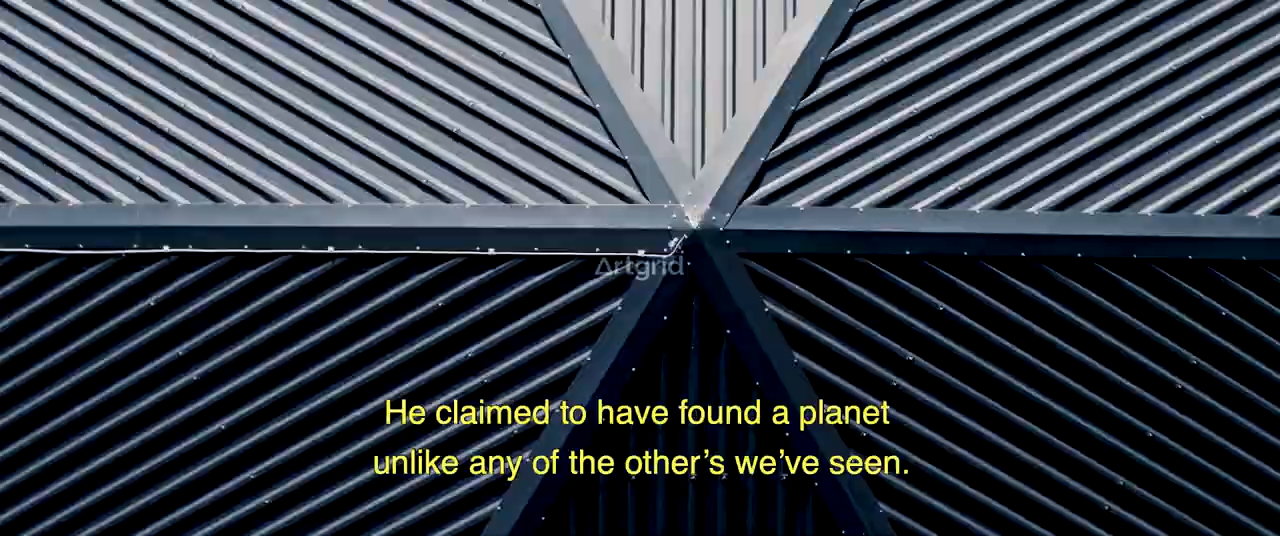 Artgrid
He claimed to have found a planet
unlike any of the other’s we’ve seen.